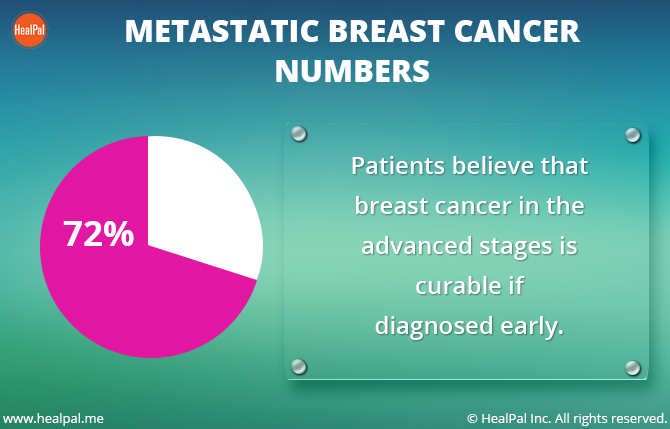 HealPal
METASTATIC BREAST CANCER
NUMBERS
72%
Patients believe that
breast cancer in the
advanced stages is
curable if
diagnosed early.
www.healpal.me
© HealPal Inc. All rights reserved.